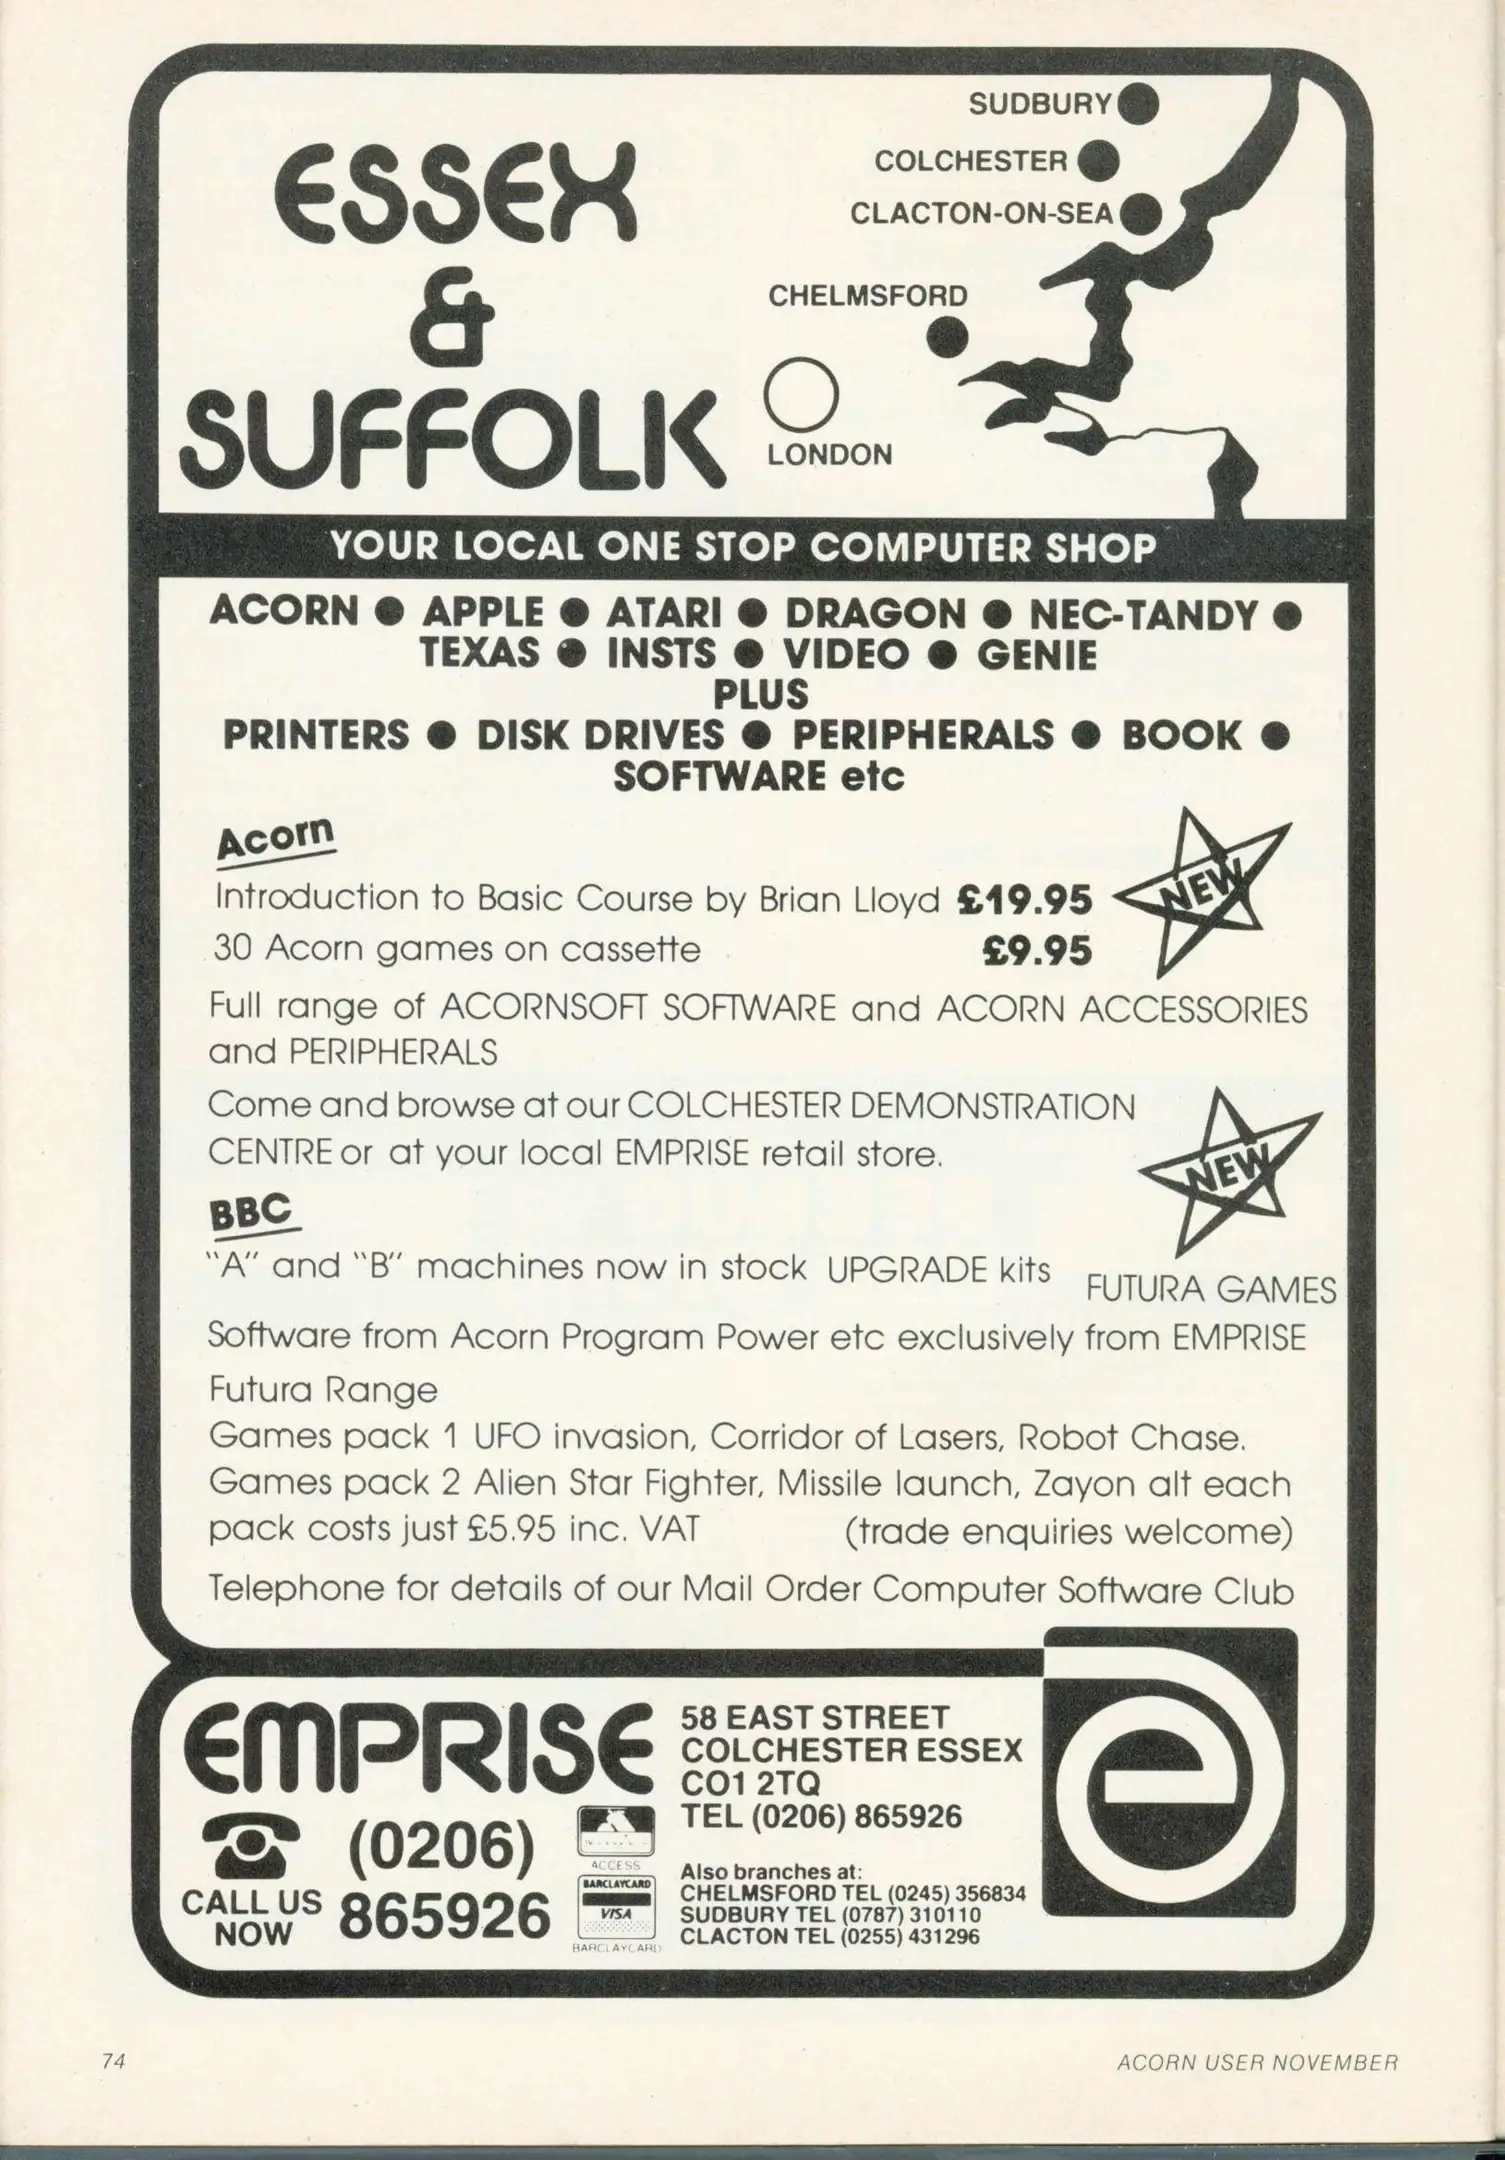 SUDBURY
COLCHESTER
CLACTON-ON-SEA
CHELMSFORD
LONDON
ESSEX
&
SUFFOLK
YOUR LOCAL ONE STOP COMPUTER SHOP
ACORN ● APPLE ● ATARI ● DRAGON ● NEC-TANDY ●
TEXAS ● INSTS ● VIDEO ● GENIE
PLUS
PRINTERS ● DISK DRIVES ● PERIPHERALS ● BOOK ●
SOFTWARE etc
Acorn
Introduction to Basic Course by Brian Lloyd £19.95
NEW
30 Acorn games on cassette £9.95
Full range of ACORNSOFT SOFTWARE and ACORN ACCESSORIES
and PERIPHERALS
Come and browse at our COLCHESTER DEMONSTRATION
CENTRE or at your local EMPRISE retail store.
NEW
BBC
"A" and "B" machines now in stock UPGRADE kits
FUTURA GAMES
Software from Acorn Program Power etc exclusively from EMPRISE
Futura Range
Games pack 1 UFO invasion, Corridor of Lasers, Robot Chase.
Games pack 2 Alien Star Fighter, Missile launch, Zayon alt each
pack costs just £5.95 inc. VAT (trade enquiries welcome)
Telephone for details of our Mail Order Computer Software Club
EMPRISE
CALL US
NOW
(0206)
865926
ACCESS
BARCLAYCARD
VISA
BARCLAYCARD
58 EAST STREET
COLCHESTER ESSEX
CO1 2TQ
TEL (0206) 865926
Also branches at:
CHELMSFORD TEL (0245) 356834
SUDBURY TEL (0787) 310110
CLACTON TEL (0255) 431296
e
74
ACORN USER NOVEMBER